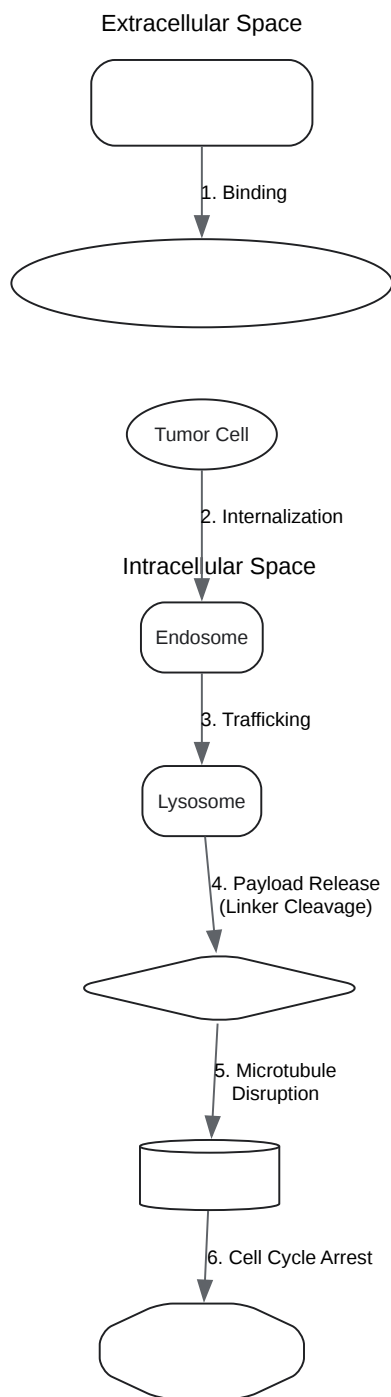 Extracellular Space
1. Binding
Tumor Cell
2. Internalization
Intracellular Space
Endosome
3. Trafficking
Lysosome
4. Payload Release
(Linker Cleavage)
5. Microtubule
Disruption
6. Cell Cycle Arrest